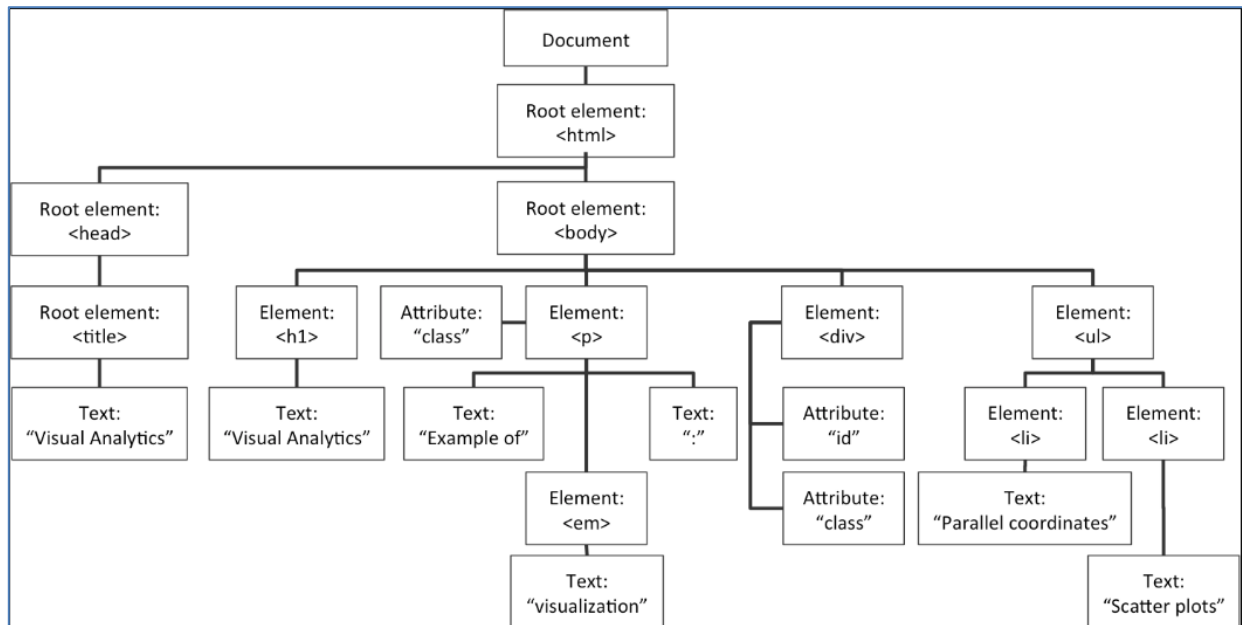 Document
Root element:
<html>
Root element:
<head>
Root element:
<body>
Root element:
<title>
Element:
<h1>
Attribute:
“class”
Element:
<p>
Element:
<div>
Element:
<ul>
Text:
“Visual Analytics”
Text:
“Visual Analytics”
Text:
“Example of”
Text:
“:”
Attribute:
“id”
Element:
<li>
Element:
<li>
Element:
<em>
Attribute:
“class”
Text:
“Parallel coordinates”
Text:
“visualization”
Text:
“Scatter plots”